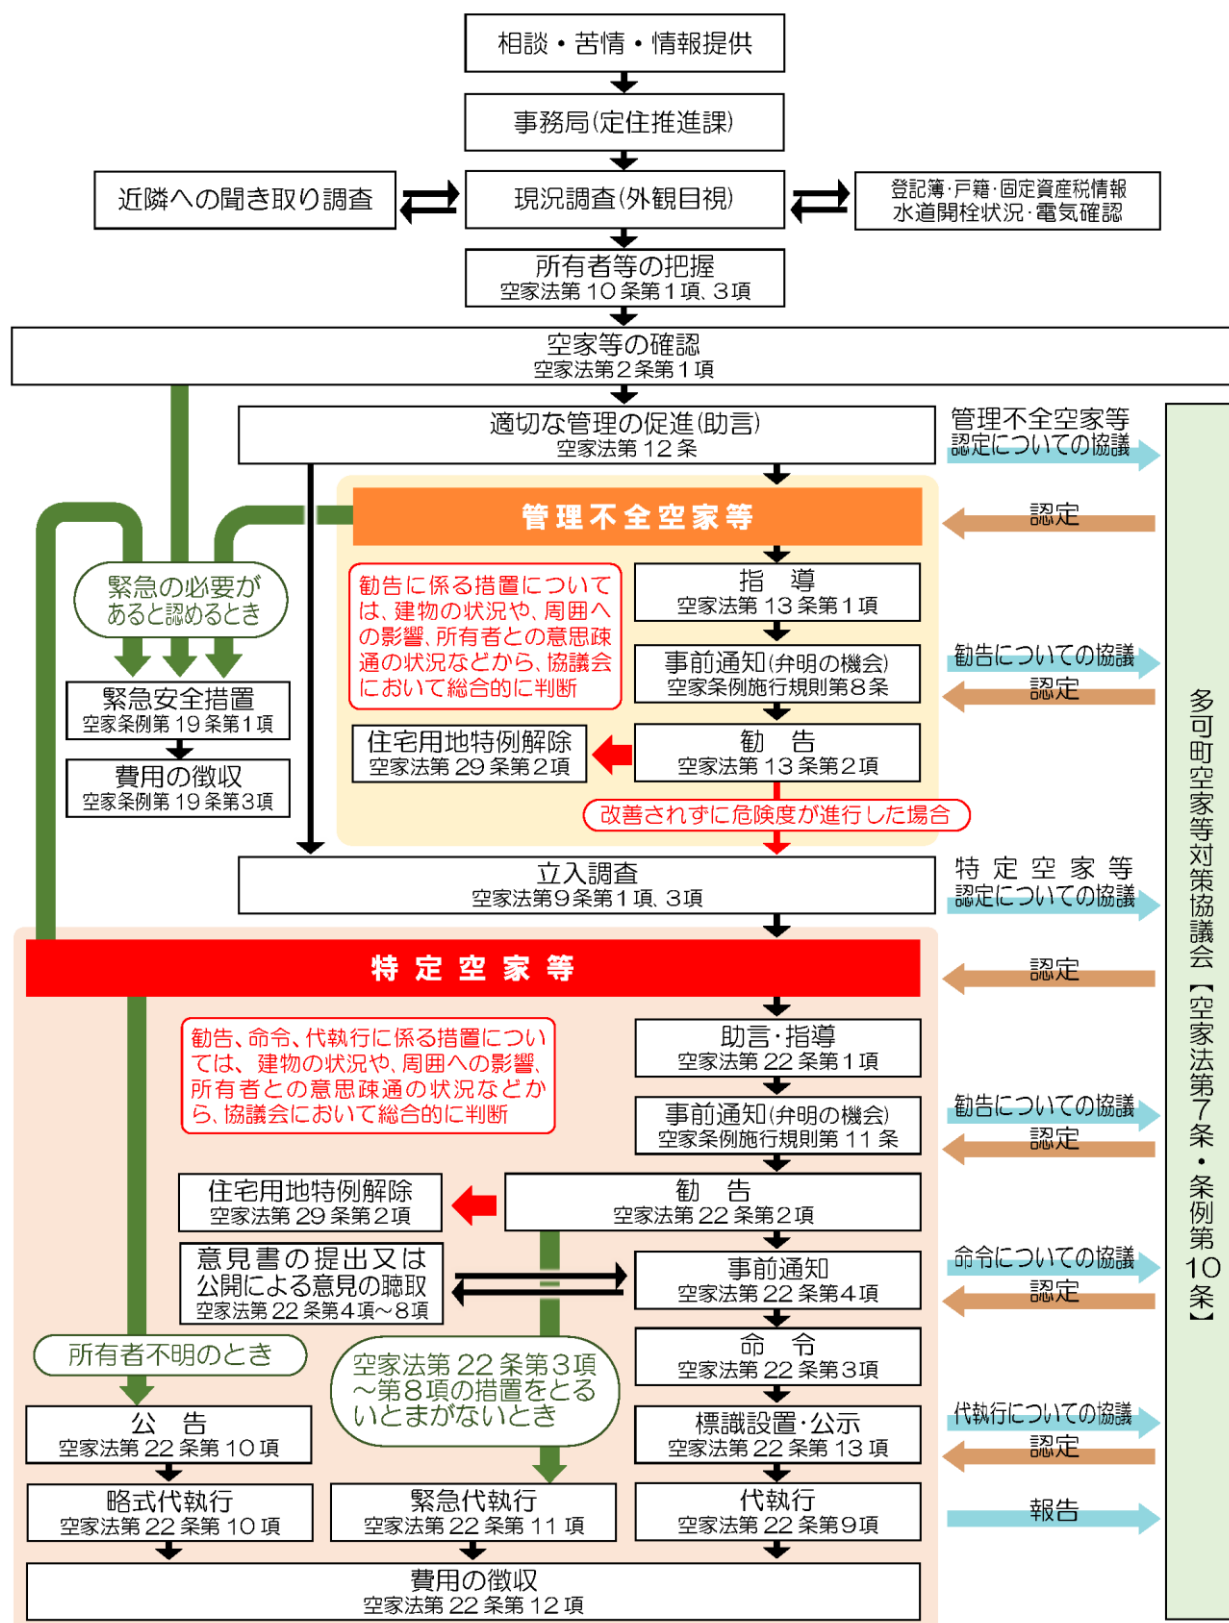 相談・苦情・情報提供
事務局(定住推進課)
近隣への聞き取り調査
現況調査(外観目視)
登記簿・戸籍・固定資産税情報
水道開栓状況・電気確認
所有者等の把握
空家法第10条第1項、3項
空家等の確認
空家法第2条第1項
適切な管理の促進(助言)
空家法第12条
管理不全空家等
認定についての協議
管理不全空家等
認定
緊急の必要が
あると認めるとき
勧告に係る措置について
は、建物の状況や、周囲へ
の影響、所有者との意思疎
通の状況などから、協議会
において総合的に判断
指 導
空家法第13条第1項
事前通知(弁明の機会)
空家条例施行規則第8条
勧告についての協議
認定
緊急安全措置
空家条例第19条第1項
住宅用地特例解除
空家法第29条第2項
勧 告
空家法第13条第2項
費用の徴収
空家条例第19条第3項
改善されずに危険度が進行した場合
立入調査
空家法第9条第1項、3項
特定空家等
認定についての協議
特定空家等
認定
勧告、命令、代執行に係る措置につい
ては、建物の状況や、周囲への影響、
所有者との意思疎通の状況などか
ら、協議会において総合的に判断
助言・指導
空家法第22条第1項
事前通知(弁明の機会)
空家条例施行規則第11条
勧告についての協議
認定
住宅用地特例解除
空家法第29条第2項
勧 告
空家法第22条第2項
意見書の提出又は
公開による意見の聴取
空家法第22条第4項～8項
事前通知
空家法第22条第4項
命令についての協議
認定
所有者不明のとき
空家法第22条第3項
～第8項の措置をとる
いとまがないとき
命 令
空家法第22条第3項
公 告
空家法第22条第10項
標識設置・公示
空家法第22条第13項
代執行についての協議
認定
略式代執行
空家法第22条第10項
緊急代執行
空家法第22条第11項
代執行
空家法第22条第9項
報告
費用の徴収
空家法第22条第12項
多可町空家等対策協議会【空家法第7条・条例第10条】